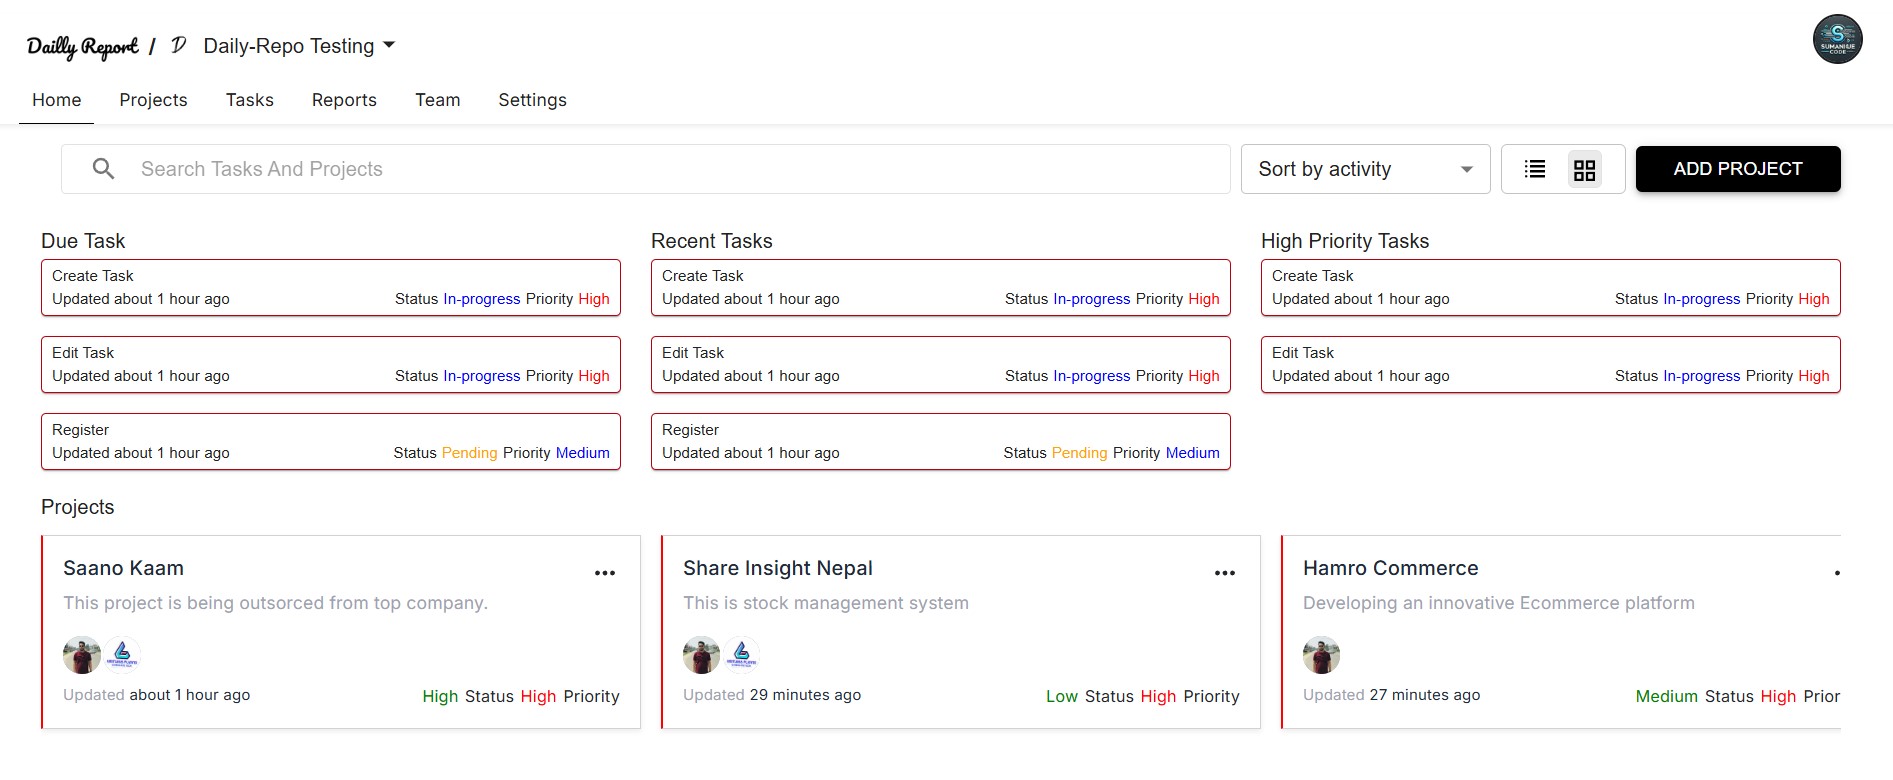 Dailly Report / D Daily-Repo Testing
SUMANIIE
CODE
Home Projects Tasks Reports Team Settings
Search Tasks And Projects
Sort by activity
ADD PROJECT
Due Task
Create Task
Updated about 1 hour ago Status In-progress Priority High
Edit Task
Updated about 1 hour ago Status In-progress Priority High
Register
Updated about 1 hour ago Status Pending Priority Medium
Recent Tasks
Create Task
Updated about 1 hour ago Status In-progress Priority High
Edit Task
Updated about 1 hour ago Status In-progress Priority High
Register
Updated about 1 hour ago Status Pending Priority Medium
High Priority Tasks
Create Task
Updated about 1 hour ago Status In-progress Priority High
Edit Task
Updated about 1 hour ago Status In-progress Priority High
Projects
Saano Kaam
This project is being outsorced from top company.
Updated about 1 hour ago High Status High Priority
Share Insight Nepal
This is stock management system
Updated 29 minutes ago Low Status High Priority
Hamro Commerce
Developing an innovative Ecommerce platform
Updated 27 minutes ago Medium Status High Prior